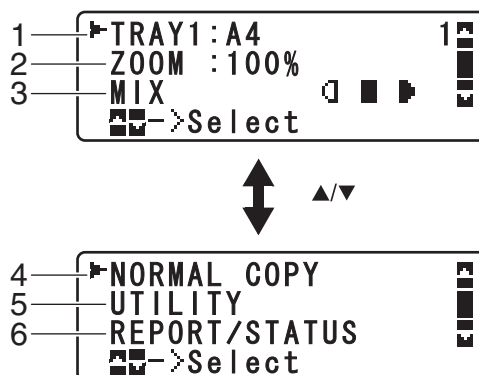 1 TRAY1:A4 1
2 ZOOM :100%
3 MIX
->Select
▲/▼
4 NORMAL COPY
5 UTILITY
6 REPORT/STATUS
->Select